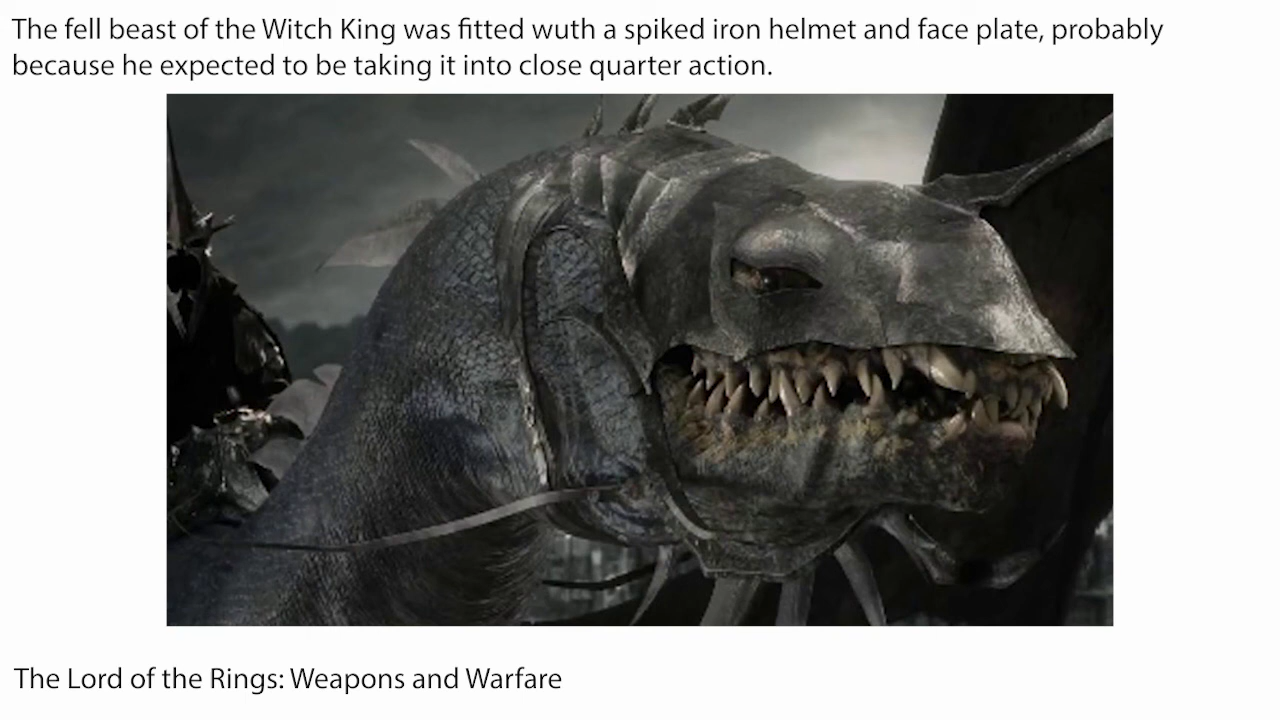 The fell beast of the Witch King was fitted wuth a spiked iron helmet and face plate, probably
because he expected to be taking it into close quarter action.
The Lord of the Rings: Weapons and Warfare